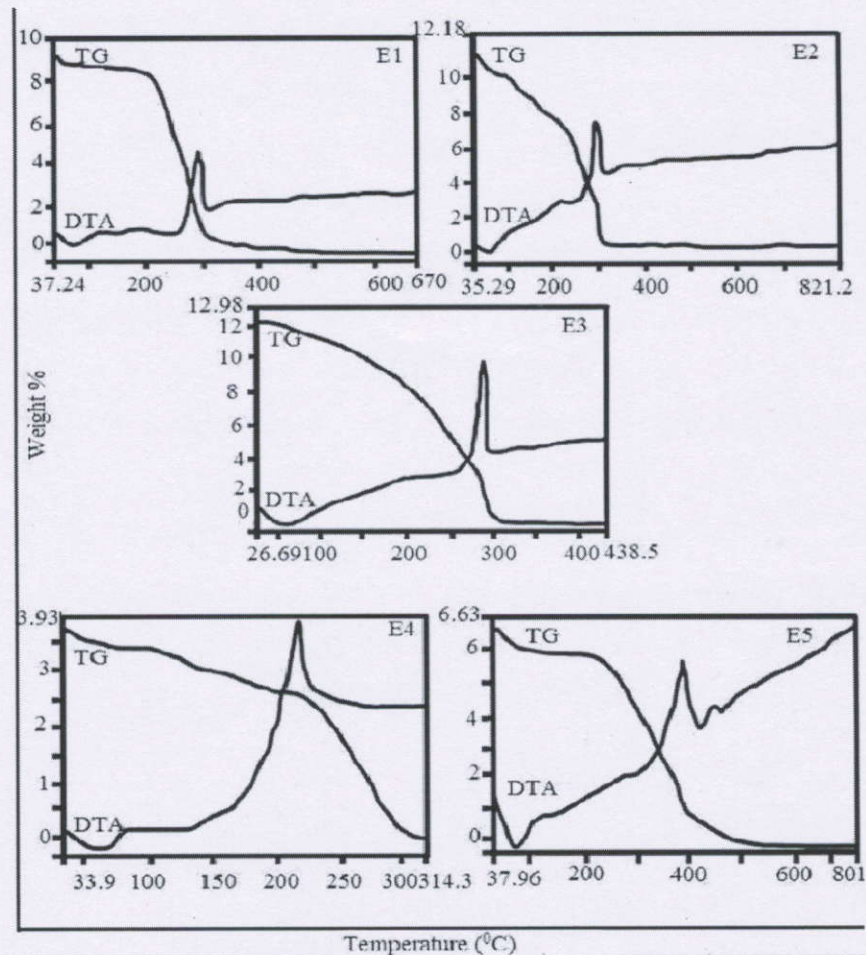 10 TG E1
8
6
4
2 DTA
0
37.24 200 400 600 670
12.18 TG E2
10
8
6
4
2 DTA
0
35.29 200 400 600 821.2
12.98
12 TG E3
10
8
6
4
2
0 DTA
26.69 100 200 300 400 438.5
Weight %
3.93 E4
3 TG
2
1
0 DTA
33.9 100 150 200 250 300 314.3
6.63 TG E5
6
4
2
DTA
0
37.96 200 400 600 801
Temperature (⁰C)